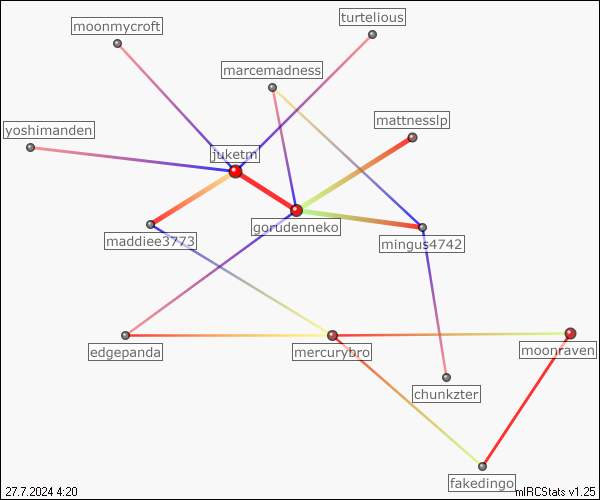 turtelious
moonmycroft
marcemadness
mattnesslp
yoshimanden
juketm
gorudenneko
maddiee3773
mingus4742
edgepanda
mercurybro
moonraven
chunkzter
fakedingo
27.7.2024 4:20
mIRCStats v1.25